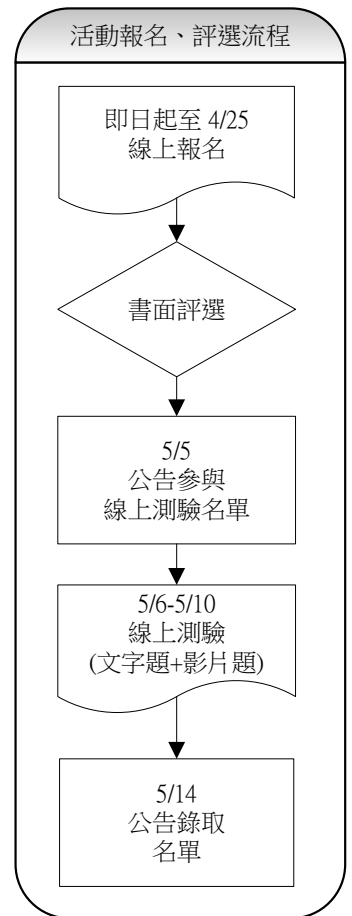 活動報名、評選流程
即日起至 4/25
線上報名
書面評選
5/5
公告參與
線上測驗名單
5/6-5/10
線上測驗
(文字題+影片題)
5/14
公告錄取
名單